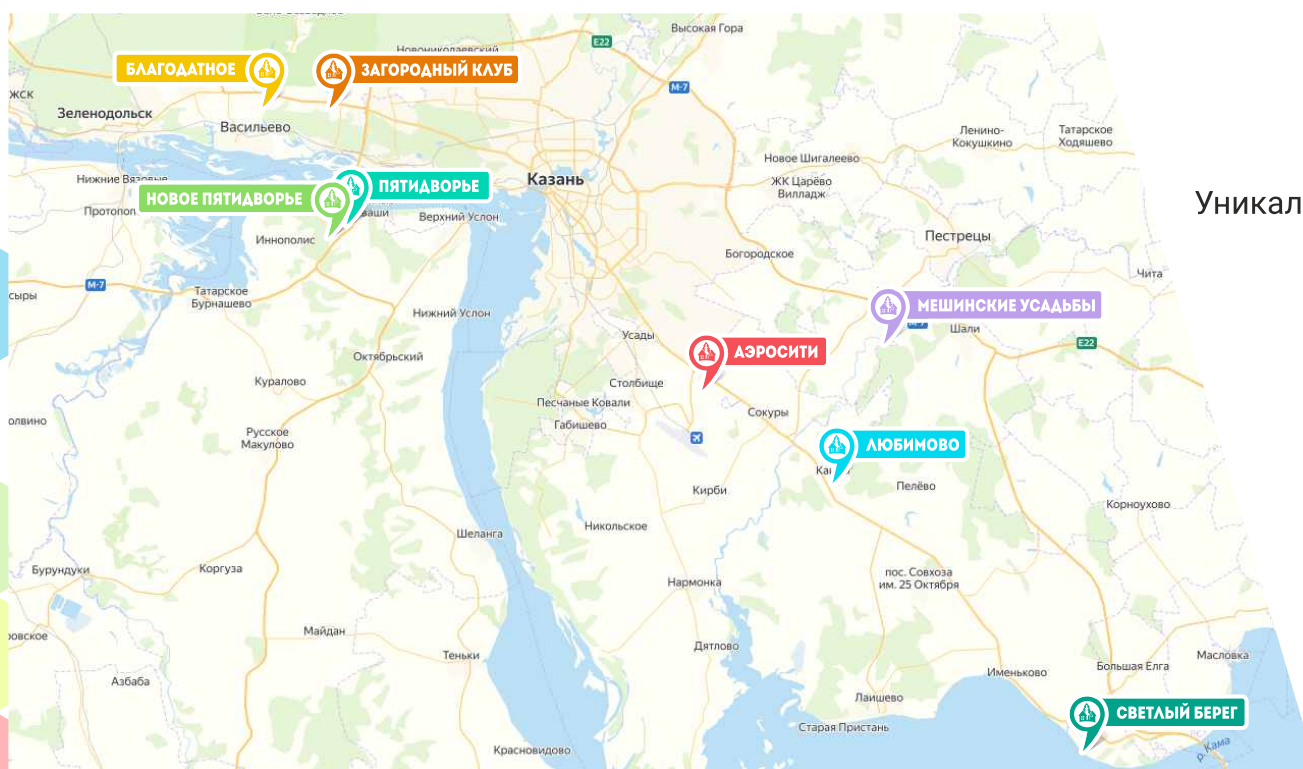 Высокая Гора
E22
БЛАГОДАТНОЕ
ЗАГОРОДНЫЙ КЛУБ
М-7
Зеленодольск
Васильево
Ленино-
Кокушкино
Татарское
Ходяшево
Новое Шигалеево
Казань
ПЯТИДВОРЬЕ
НОВОЕ ПЯТИДВОРЬЕ
ЖК Царёво
Вилладж
Верхний Услон
Уникал
Иннополис
Пестрецы
Богородское
Чита
М-7
Татарское
Бурнашево
Нижний Услон
МЕШИНСКИЕ УСАДЬБЫ
Шали
E22
Усады
АЭРОСИТИ
Октябрьский
Куралово
Столбище
Песчаные Ковали
Габишево
Сокуры
Русское
Макулово
ЛЮБИМОВО
Кирби
Пелёво
Корноухово
Никольское
Шеланга
Бурундуки
Коргуза
Нармонка
пос. Совхоза
им. 25 Октября
Майдан
Теньки
Дятлово
Масловка
Большая Елга
Именьково
Азбаба
Лаишево
СВЕТЛЫЙ БЕРЕГ
Старая Пристань
Красновидово
р. Кама